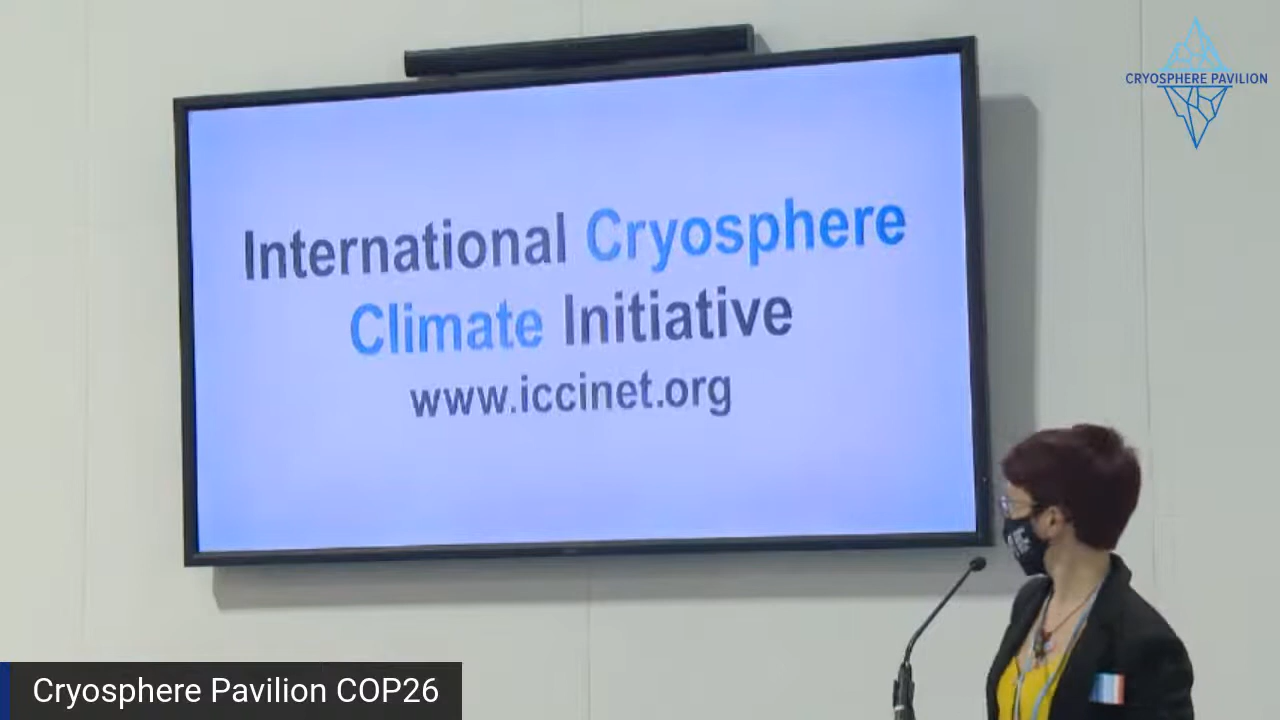 CRYOSPHERE PAVILION
International Cryosphere
Climate Initiative
www.iccinet.org
Cryosphere Pavilion COP26